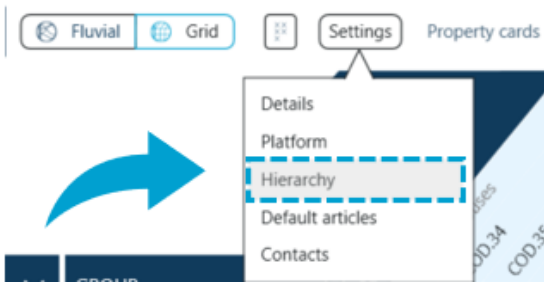 Fluvial Grid Settings Property cards
Details
Platform
Hierarchy
Default articles
Contacts
COD.34
COD.35
GROUP